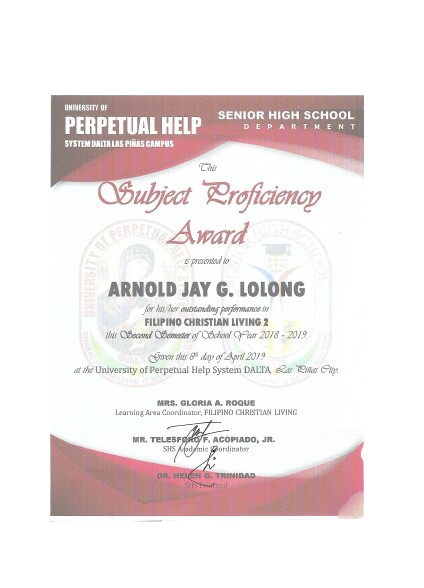 UNIVERSITY OF
PERPETUAL HELP
SYSTEM DALTA LAS PIÑAS CAMPUS
SENIOR HIGH SCHOOL
DEPARTMENT
This
Subject Proficiency
Award
is presented to
ARNOLD JAY G. LOLONG
for his/her outstanding performance in
FILIPINO CHRISTIAN LIVING 2
this Second Semester of School Year 2018 - 2019.
Given this 8th day of April 2019
at the University of Perpetual Help System DALTA, Las Piñas City.
MRS. GLORIA A. ROQUE
Learning Area Coordinator, FILIPINO CHRISTIAN LIVING
MR. TELESFORO F. ACOPIADO, JR.
SHS Academic Coordinator
DR. HELEN G. TRINIDAD
SHS Principal